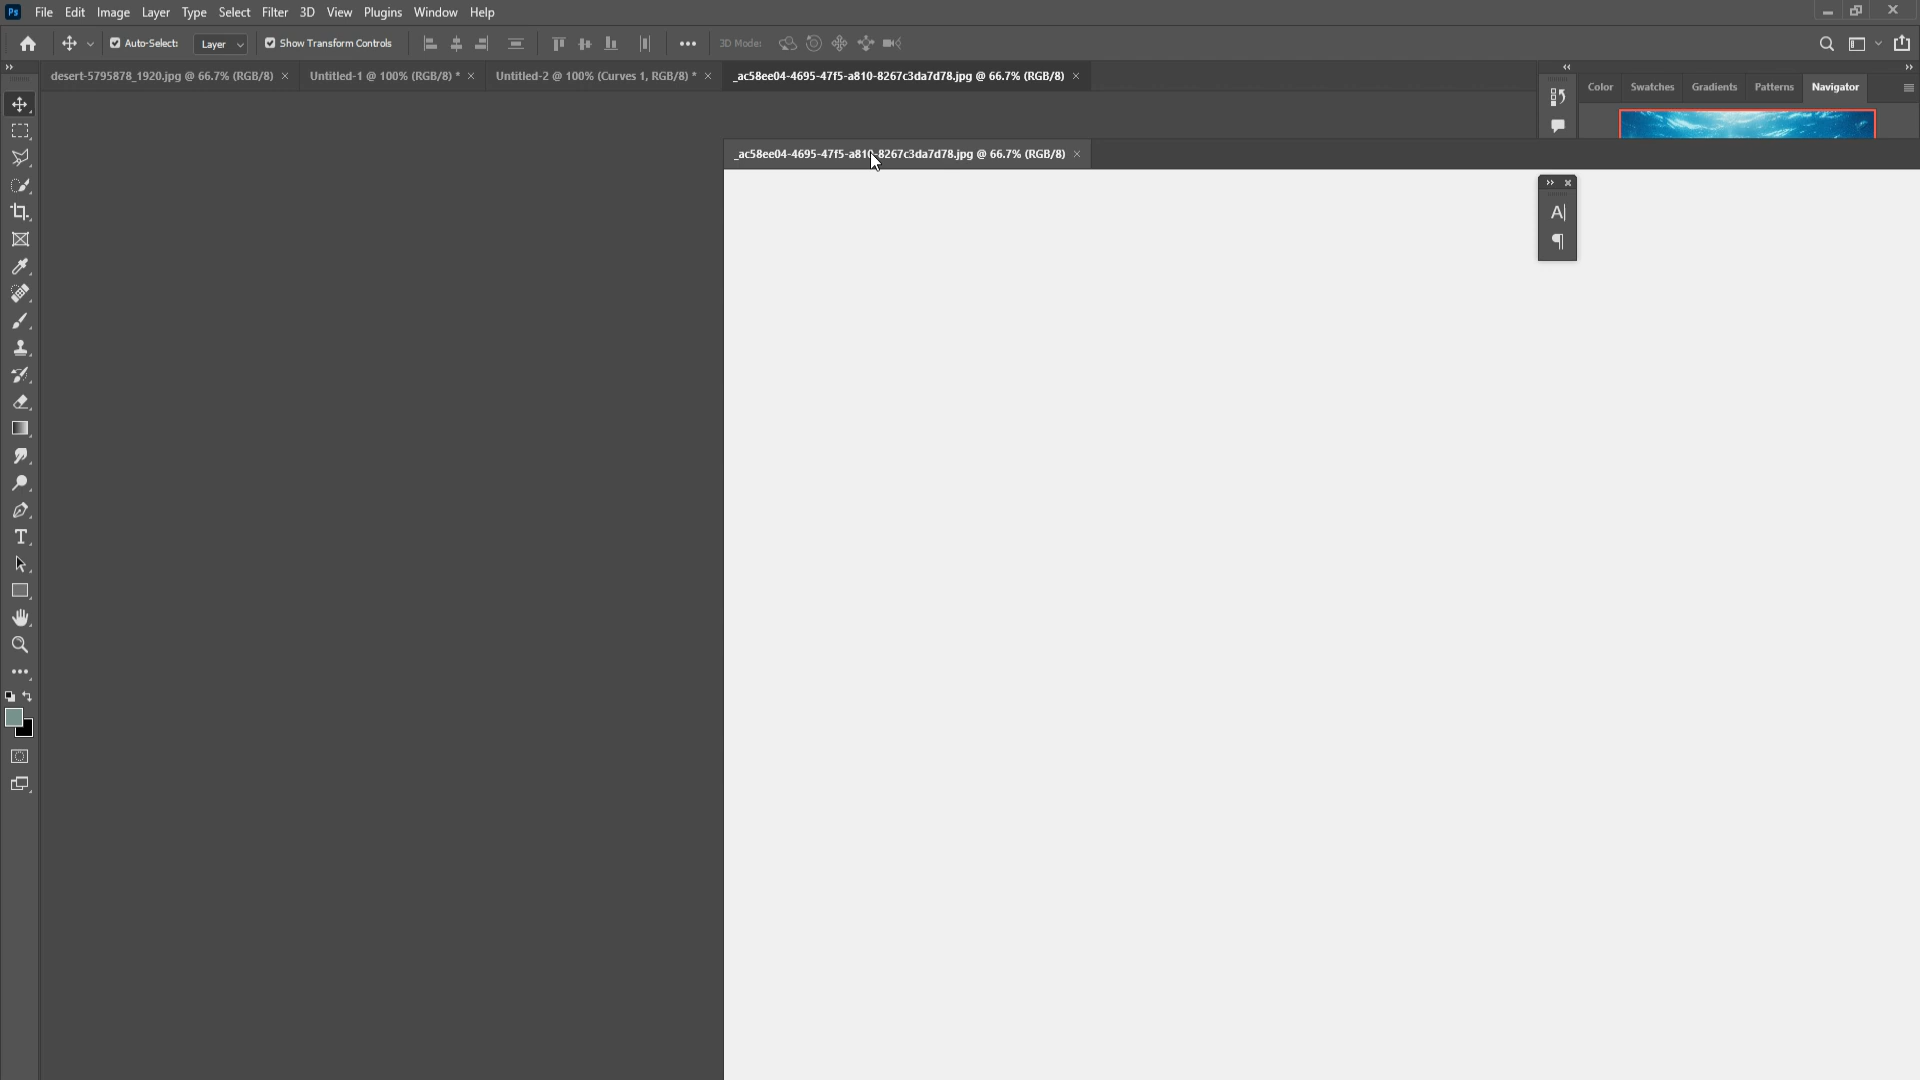 Ps File Edit Image Layer Type Select Filter 3D View Plugins Window Help
Auto-Select: Layer Show Transform Controls 3D Mode:
desert-5795878_1920.jpg @ 66.7% (RGB/8) Untitled-1 @ 100% (RGB/8) * Untitled-2 @ 100% (Curves 1, RGB/8) * _ac58ee04-4695-47f5-a810-8267c3da7d78.jpg @ 66.7% (RGB/8)
Color Swatches Gradients Patterns Navigator
_ac58ee04-4695-47f5-a810-8267c3da7d78.jpg @ 66.7% (RGB/8)